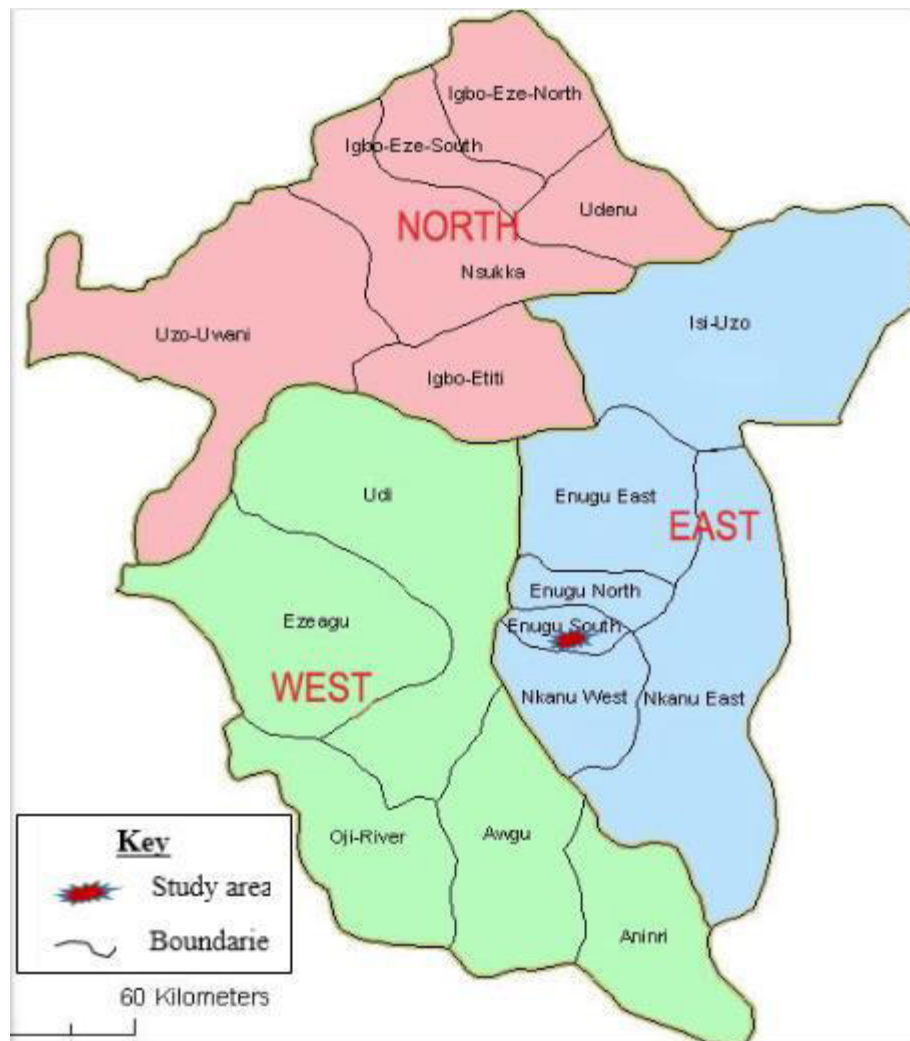 Igbo-Eze-North
Igbo-Eze-South
Udenu
NORTH
Nsukka
Isi-Uzo
Uzo-Uwani
Igbo-Etiti
Udi
Enugu East
EAST
Enugu North
Ezeagu
Enugu South
WEST
Nkanu West
Nkanu East
Oji-River
Awgu
Aninri
Key
Study area
Boundarie
60 Kilometers